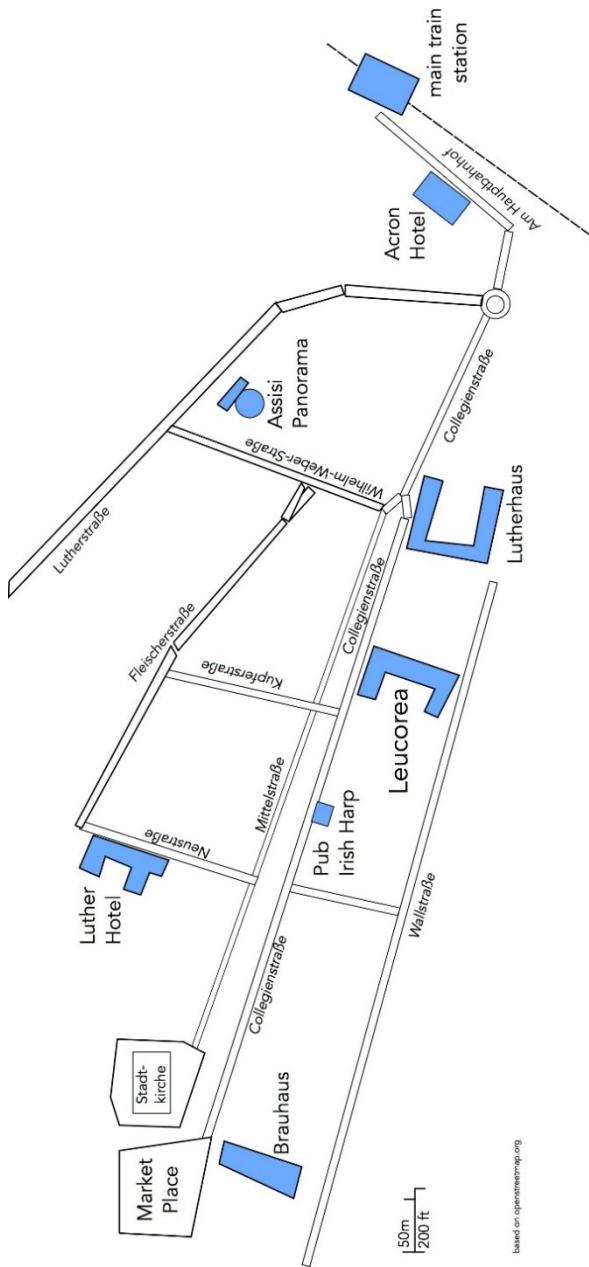 main train
station
Am Hauptbahnhof
Acron
Hotel
Assisi
Panorama
Wilhelm-Weber-Straße
Collegienstraße
Lutherstraße
Lutherhaus
Fleischerstraße
Collegienstraße
Kupferstraße
Leucorea
Mittelstraße
Pub
Irish Harp
Neustraße
Luther
Hotel
Wallstraße
Collegienstraße
Stadt-
kirche
Brauhaus
Market
Place
50m
200 ft
based on openstreetmap.org